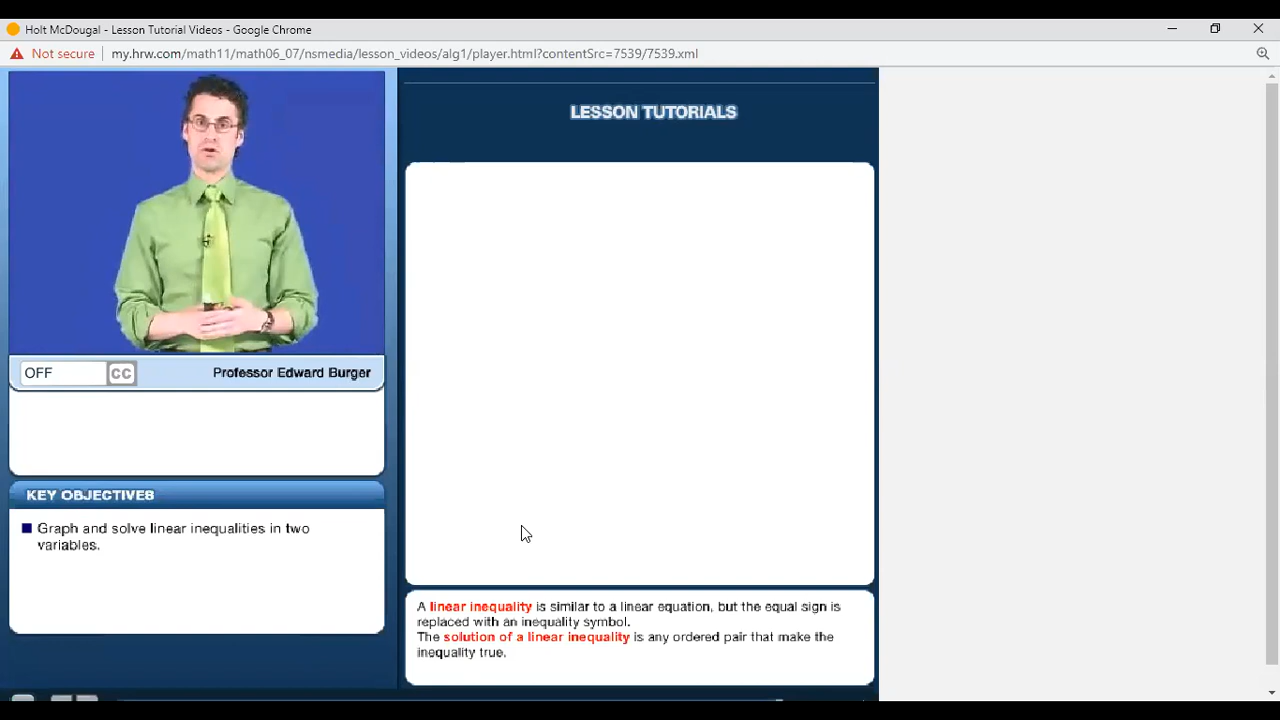 Holt McDougal - Lesson Tutorial Videos - Google Chrome
Not secure
my.hrw.com/math11/math06_07/nsmedia/lesson_videos/alg1/player.html?contentSrc=7539/7539.xml
LESSON TUTORIALS
OFF
CC
Professor Edward Burger
KEY OBJECTIVES
Graph and solve linear inequalities in two
variables.
A linear inequality is similar to a linear equation, but the equal sign is
replaced with an inequality symbol.
The solution of a linear inequality is any ordered pair that make the
inequality true.